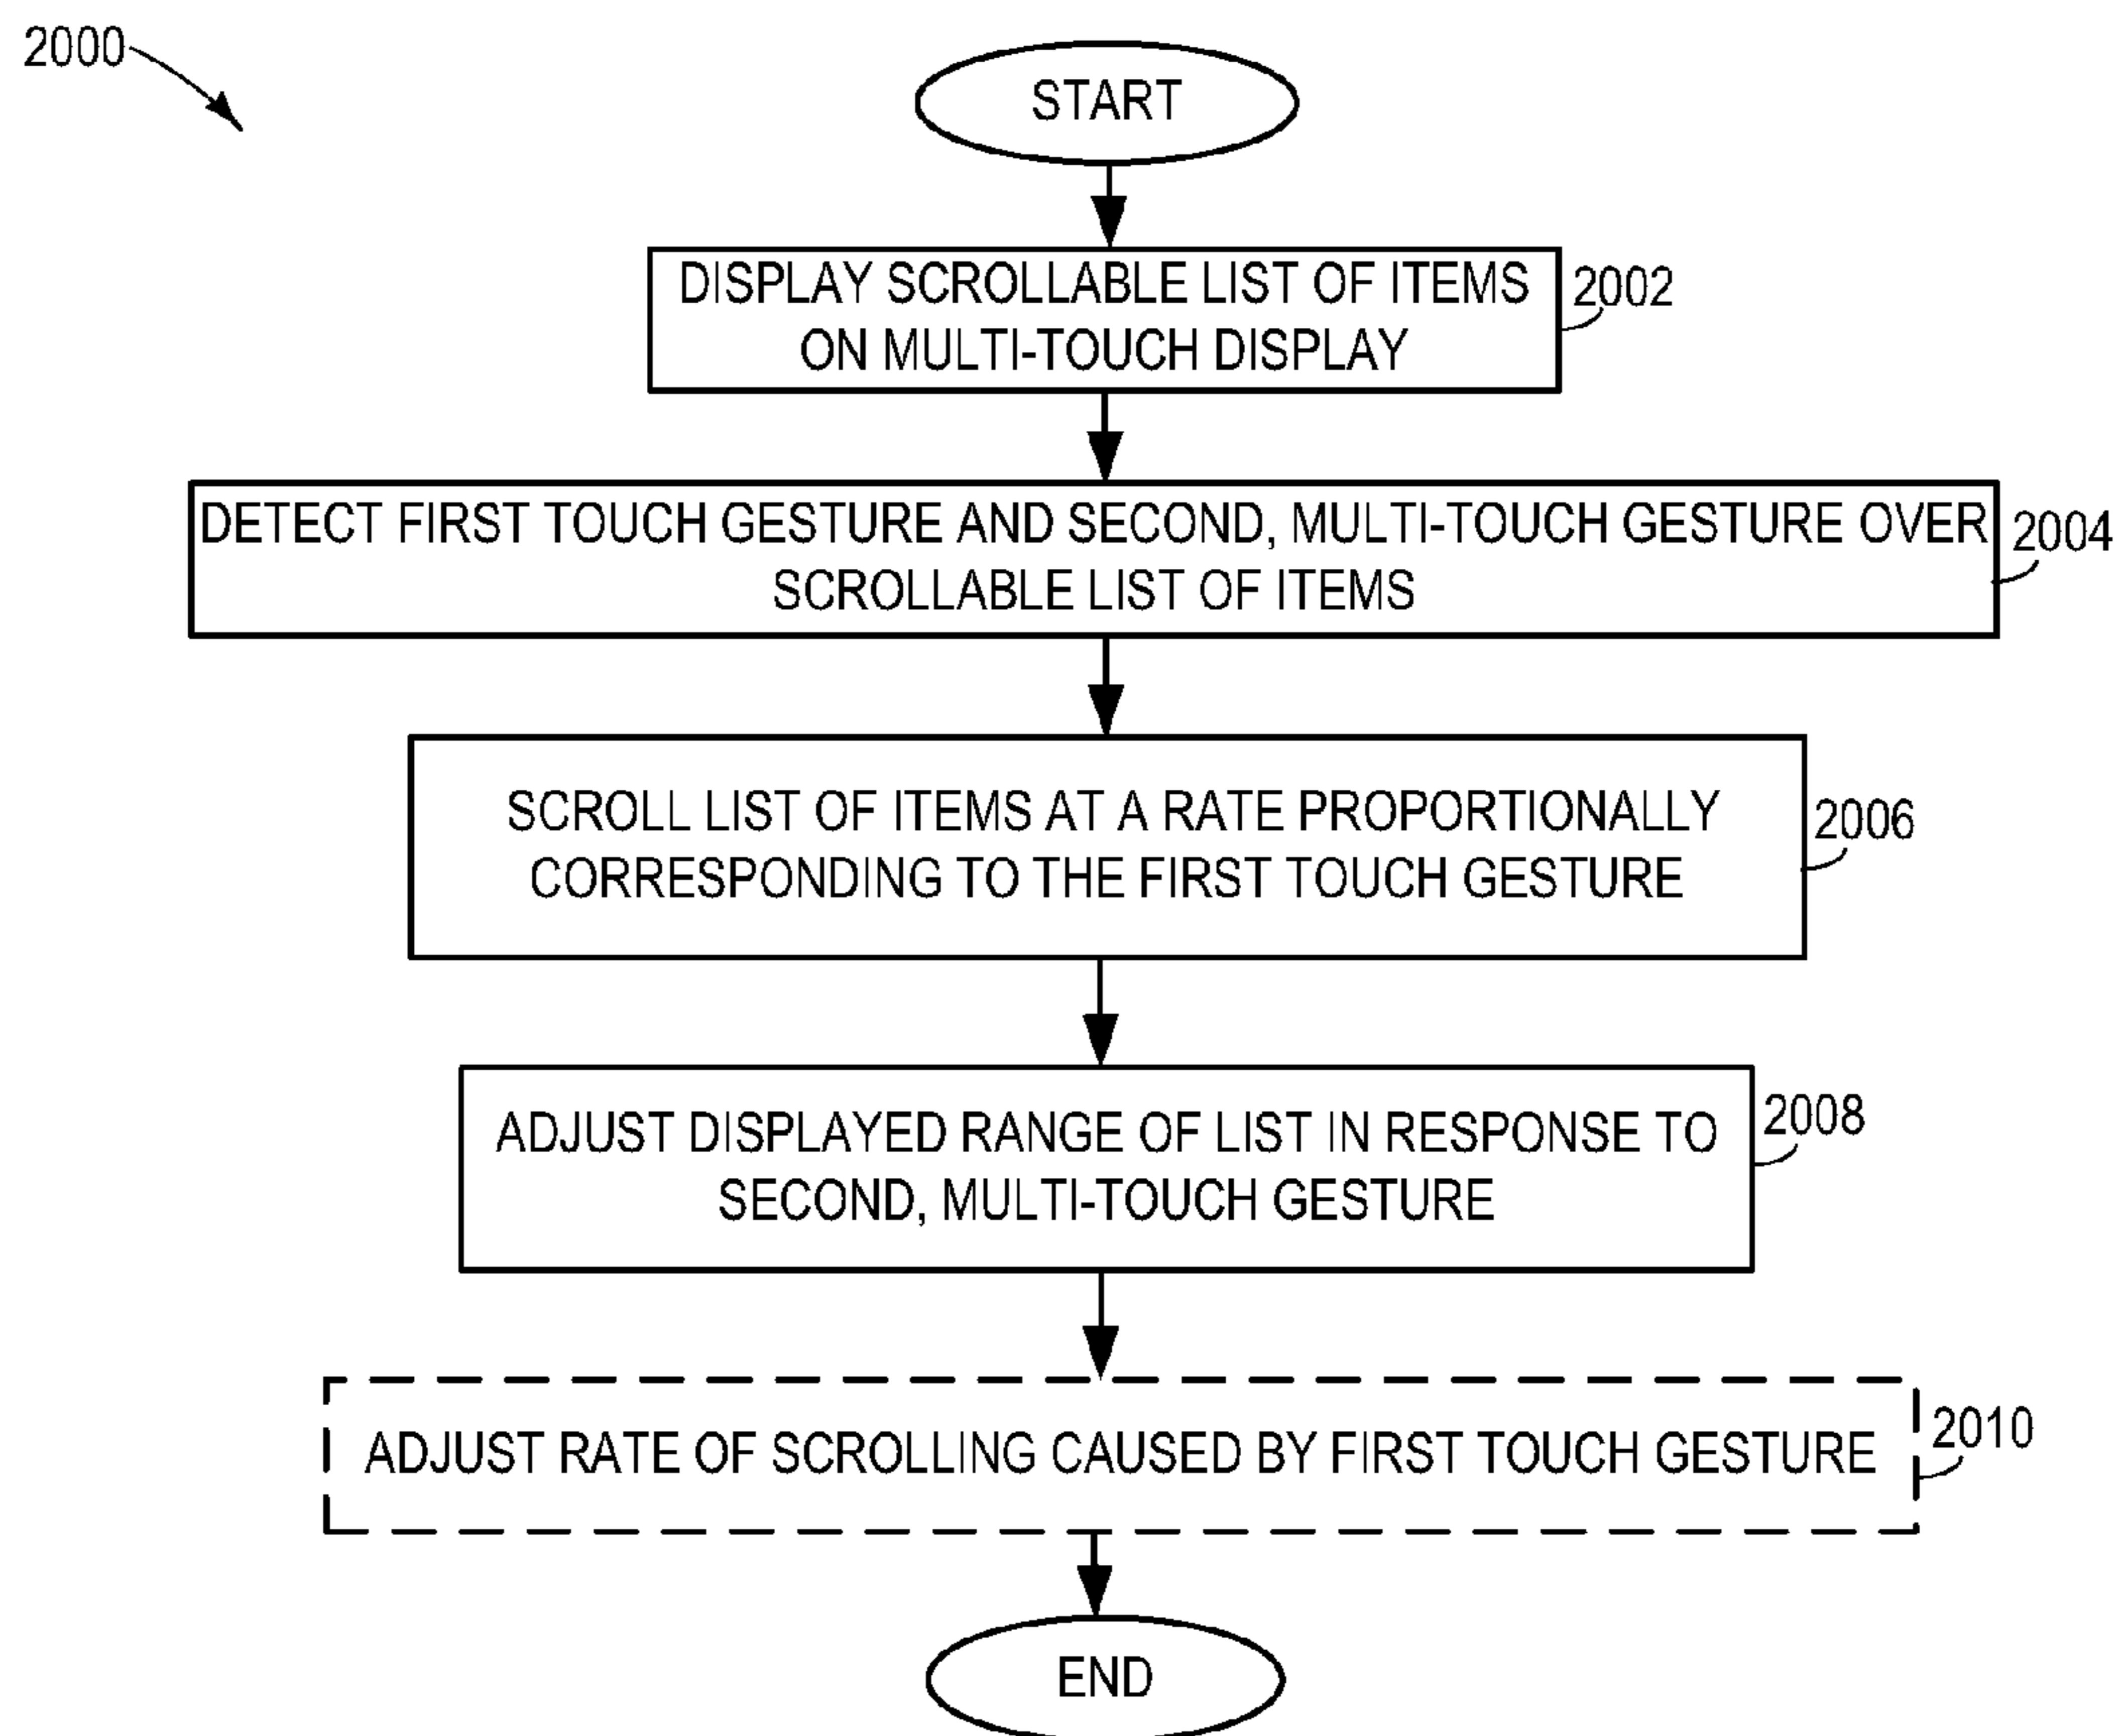 2000
START
DISPLAY SCROLLABLE LIST OF ITEMS
ON MULTI-TOUCH DISPLAY
2002
DETECT FIRST TOUCH GESTURE AND SECOND, MULTI-TOUCH GESTURE OVER
SCROLLABLE LIST OF ITEMS
2004
SCROLL LIST OF ITEMS AT A RATE PROPORTIONALLY
CORRESPONDING TO THE FIRST TOUCH GESTURE
2006
ADJUST DISPLAYED RANGE OF LIST IN RESPONSE TO
SECOND, MULTI-TOUCH GESTURE
2008
ADJUST RATE OF SCROLLING CAUSED BY FIRST TOUCH GESTURE
2010
END